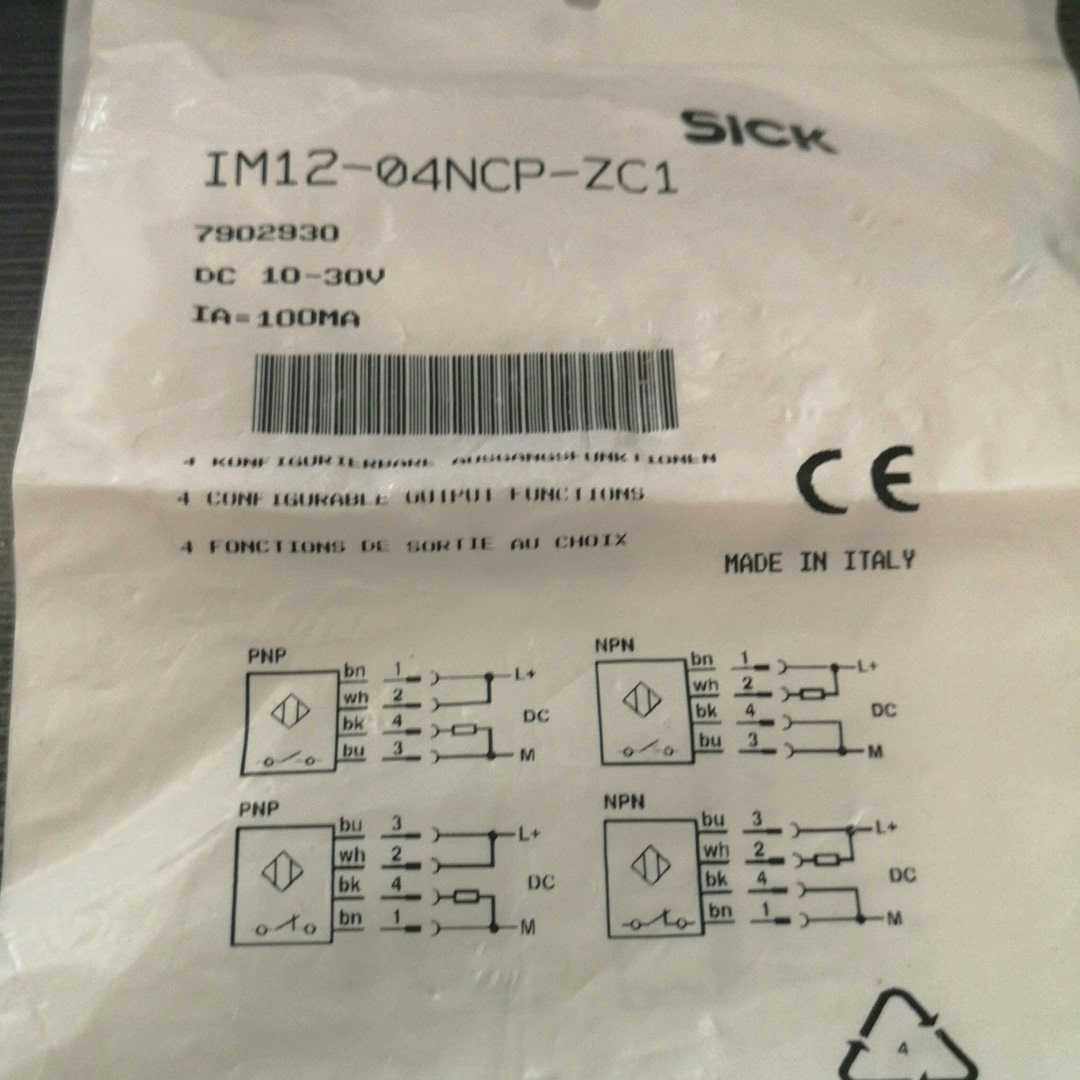 SICK
IM12-04NCP-ZC1
7902930
DC 10-30V
IA=100MA
4 KONFIGURIERBARE AUSGANGSFUNKTIONEN
4 CONFIGURABLE OUTPUT FUNCTIONS
4 FONCTIONS DE SORTIE AU CHOIX
CE
MADE IN ITALY
PNP
bn 1 L+
wh 2
DC
bk 4
bu 3 M
NPN
bn 1 L+
wh 2
DC
bk 4
bu 3 M
PNP
bu 3 L+
wh 2
DC
bk 4
bn 1 M
NPN
bu 3 L+
wh 2
DC
bk 4
bn 1 M
4